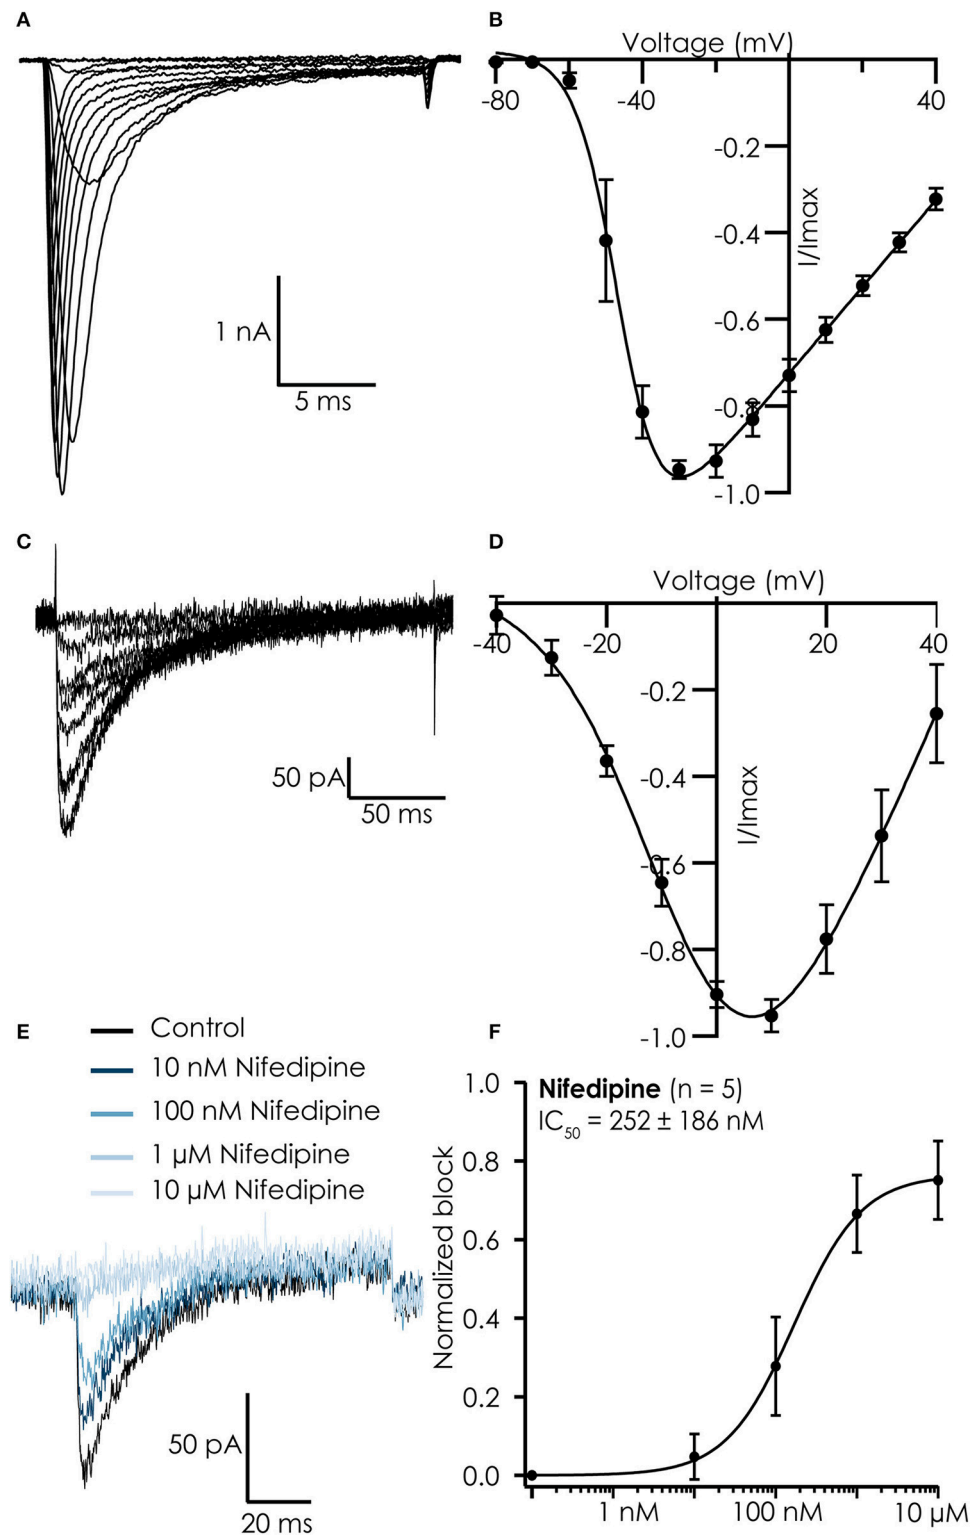 A
1 nA
5 ms
B
Voltage (mV)
-80
-40
40
-0.2
-0.4
-0.6
-0.8
-1.0
I/Imax
C
50 pA
50 ms
D
Voltage (mV)
-40
-20
20
40
-0.2
-0.4
-0.6
-0.8
-1.0
I/Imax
E
Control
10 nM Nifedipine
100 nM Nifedipine
1 µM Nifedipine
10 µM Nifedipine
50 pA
20 ms
F
Nifedipine (n = 5)
IC50 = 252 ± 186 nM
Normalized block
1.0
0.8
0.6
0.4
0.2
0.0
1 nM
100 nM
10 µM